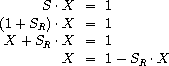 S · X = 1
(1 + S_R) · X = 1
X + S_R · X = 1
X = 1 − S_R · X